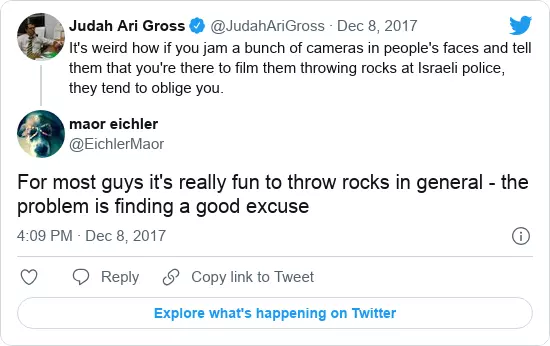 Judah Ari Gross @JudahAriGross · Dec 8, 2017
It's weird how if you jam a bunch of cameras in people's faces and tell
them that you're there to film them throwing rocks at Israeli police,
they tend to oblige you.
maor eichler
@EichlerMaor
For most guys it's really fun to throw rocks in general - the
problem is finding a good excuse
4:09 PM · Dec 8, 2017
Reply Copy link to Tweet
Explore what's happening on Twitter